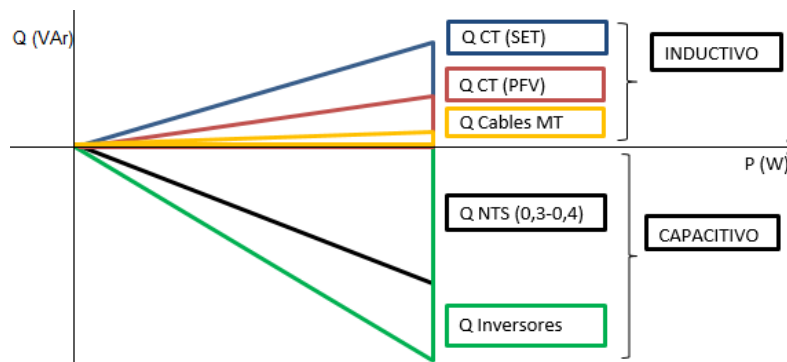 Q (VAr)
Q CT (SET)
INDUCTIVO
Q CT (PFV)
Q Cables MT
P (W)
Q NTS (0,3-0,4)
CAPACITIVO
Q Inversores